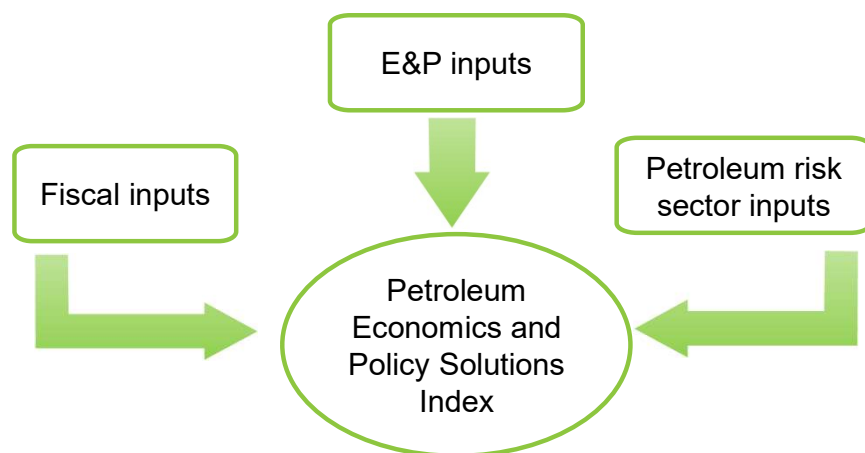 E&P inputs
Fiscal inputs
Petroleum risk
sector inputs
Petroleum
Economics and
Policy Solutions
Index